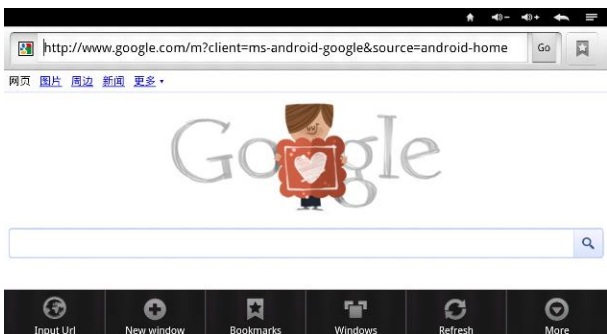 http://www.google.com/m?client=ms-android-google&source=android-home Go
网页 图片 周边 新闻 更多
Google
Input Url New window Bookmarks Windows Refresh More